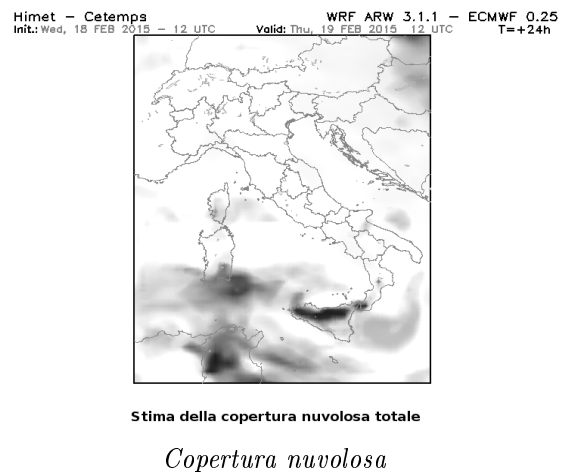 Himet – Cetemps WRF ARW 3.1.1 – ECMWF 0.25
Init.: Wed, 18 FEB 2015 – 12 UTC Valid: Thu, 19 FEB 2015 12 UTC T=+24h
Stima della copertura nuvolosa totale
Copertura nuvolosa